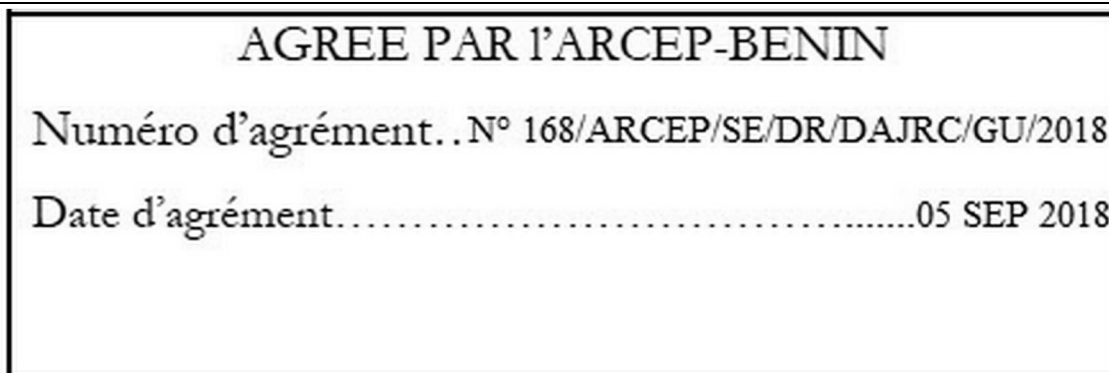 AGREE PAR l’ARCEP-BENIN
Numéro d’agrément..N° 168/ARCEP/SE/DR/DAJRC/GU/2018
Date d’agrément……………………………….......05 SEP 2018